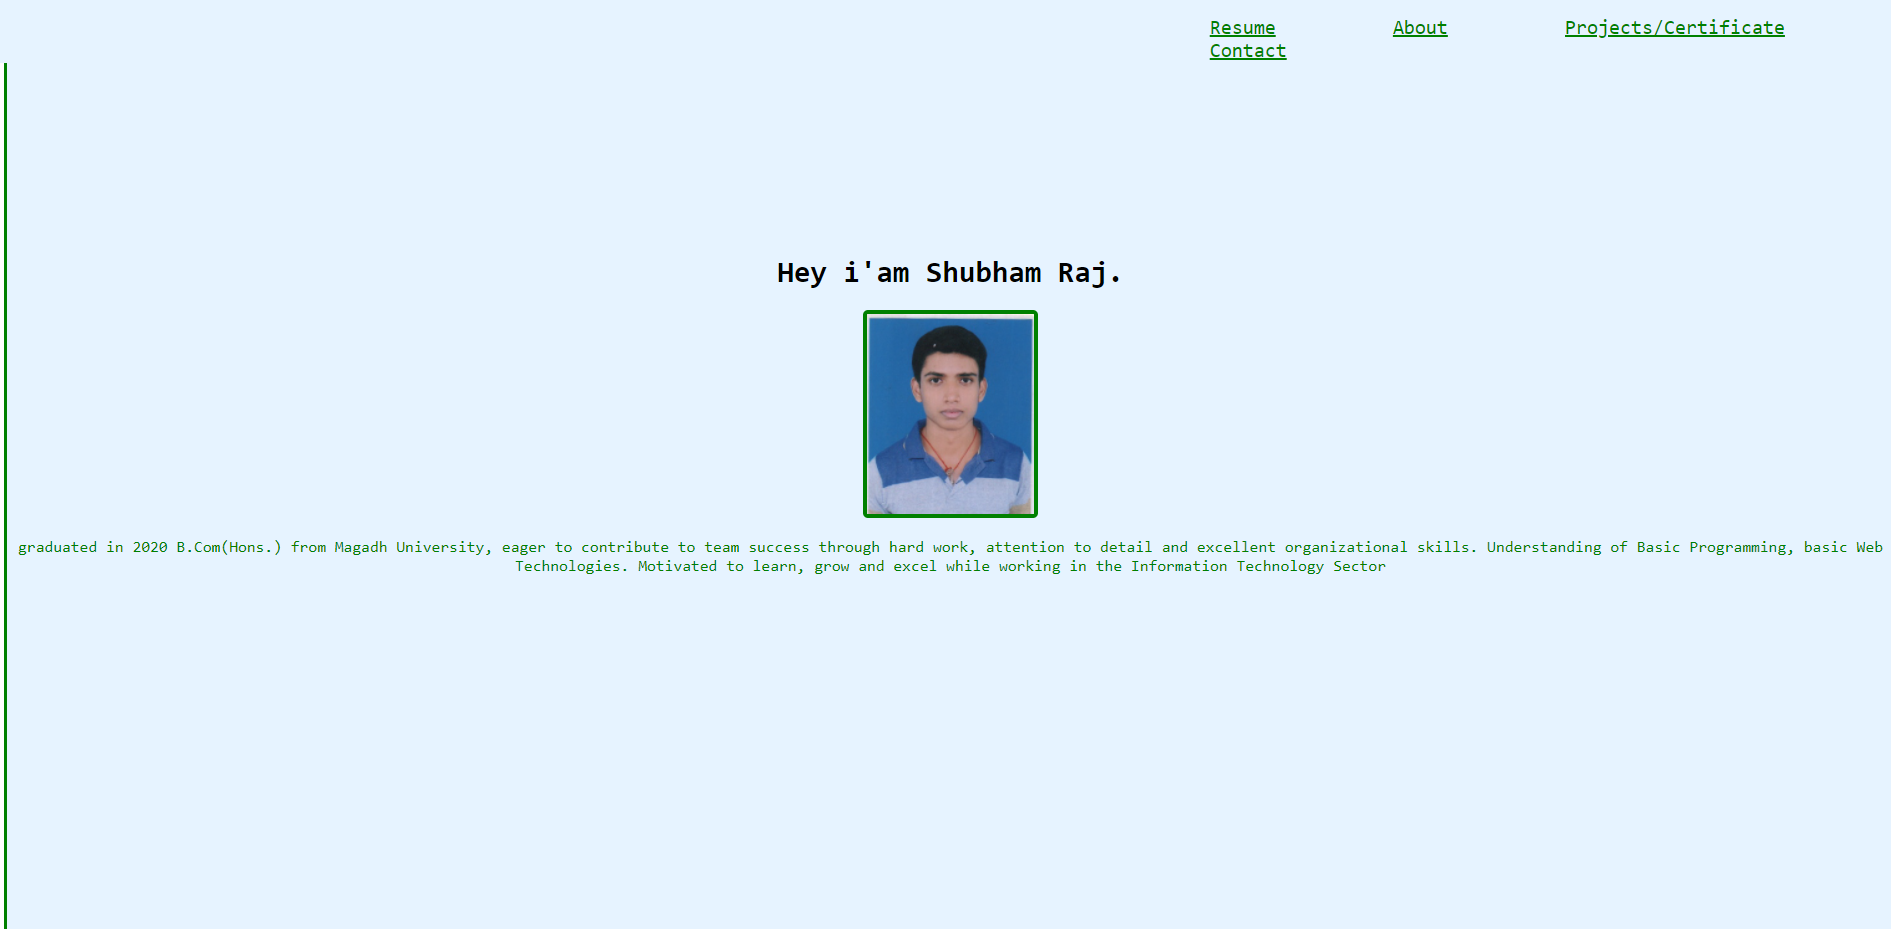 Resume About Projects/Certificate
Contact
Hey i'am Shubham Raj.
graduated in 2020 B.Com(Hons.) from Magadh University, eager to contribute to team success through hard work, attention to detail and excellent organizational skills. Understanding of Basic Programming, basic Web
Technologies. Motivated to learn, grow and excel while working in the Information Technology Sector